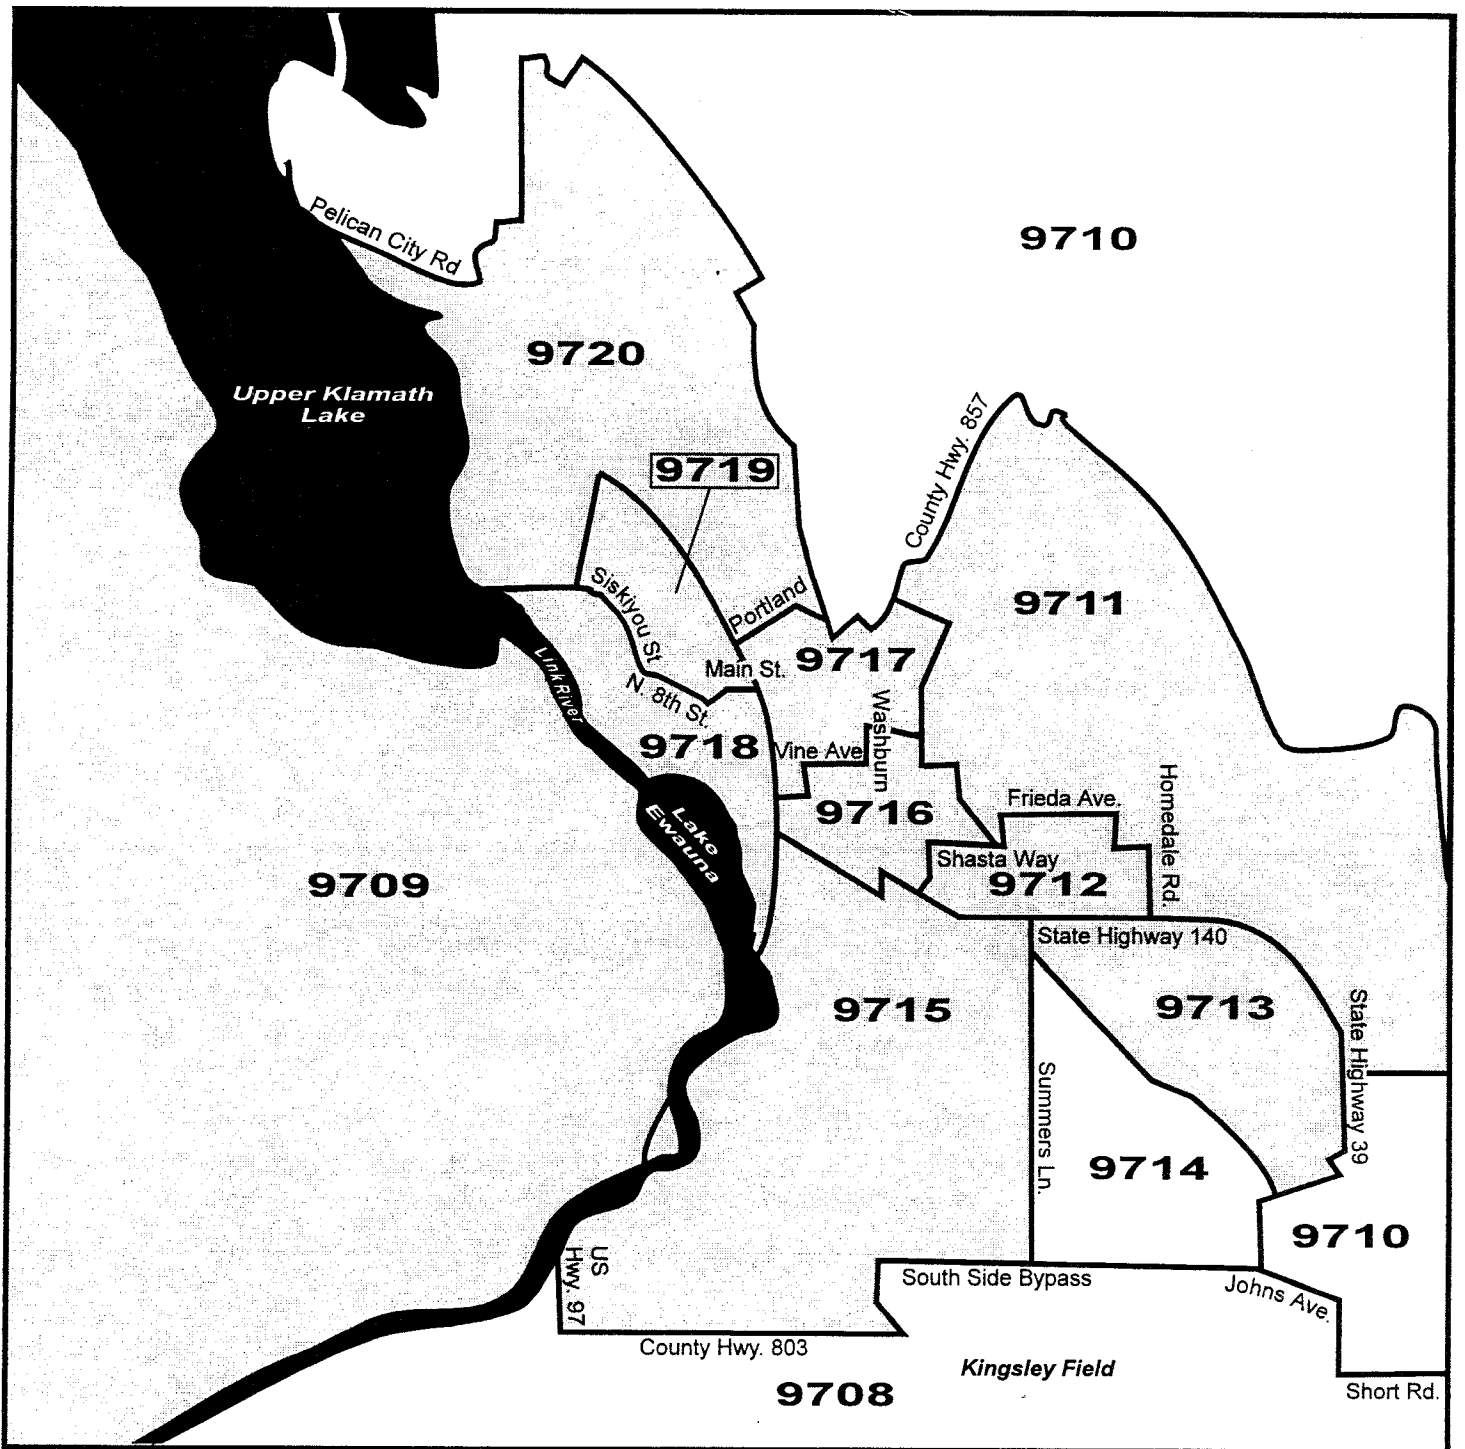 Pelican City Rd
9710
9720
Upper Klamath
Lake
County Hwy. 857
9719
Siskiyou St
Portland
9711
Link River
Main St.
9717
N. 8th St.
Washburn
9718
Vine Ave
Homedale Rd.
Frieda Ave.
9716
Lake
Ewauna
Shasta Way
9712
9709
State Highway 140
9715
9713
State Highway 39
Summers Ln.
9714
9710
US
Hwy. 97
South Side Bypass
Johns Ave.
County Hwy. 803
Kingsley Field
9708
Short Rd.